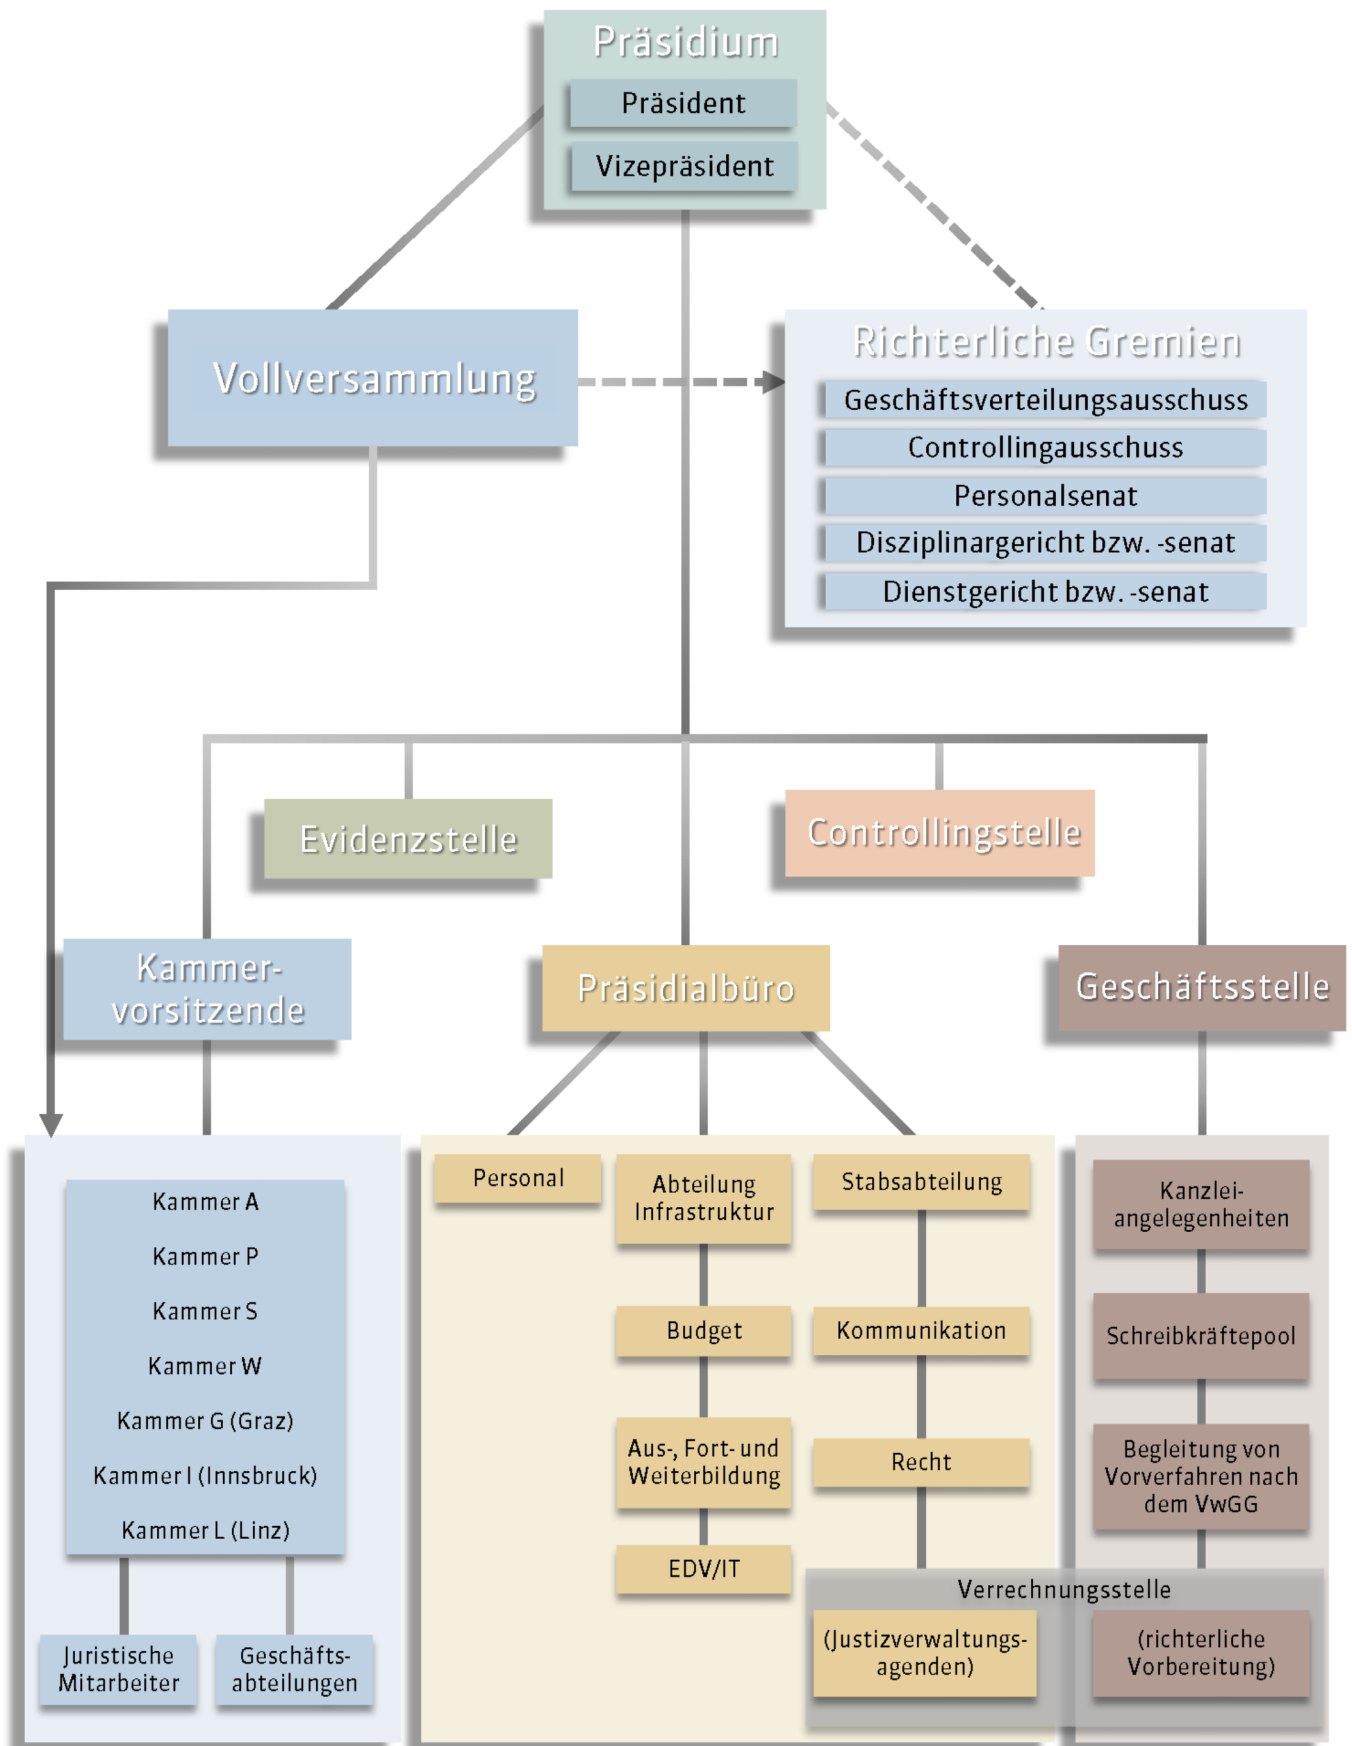 Präsidium
Präsident
Vizepräsident
Vollversammlung
Richterliche Gremien
Geschäftsverteilungsausschuss
Controllingausschuss
Personalsenat
Disziplinargericht bzw. -senat
Dienstgericht bzw. -senat
Evidenzstelle
Controllingstelle
Kammer-
vorsitzende
Präsidialbüro
Geschäftsstelle
Kammer A
Kammer P
Kammer S
Kammer W
Kammer G (Graz)
Kammer I (Innsbruck)
Kammer L (Linz)
Juristische
Mitarbeiter
Geschäfts-
abteilungen
Personal
Abteilung
Infrastruktur
Budget
Aus-, Fort- und
Weiterbildung
EDV/IT
Stabsabteilung
Kommunikation
Recht
Kanzlei-
angelegenheiten
Schreibkräftepool
Begleitung von
Vorverfahren nach
dem VwGG
Verrechnungsstelle
(Justizverwaltungs-
agenden)
(richterliche
Vorbereitung)